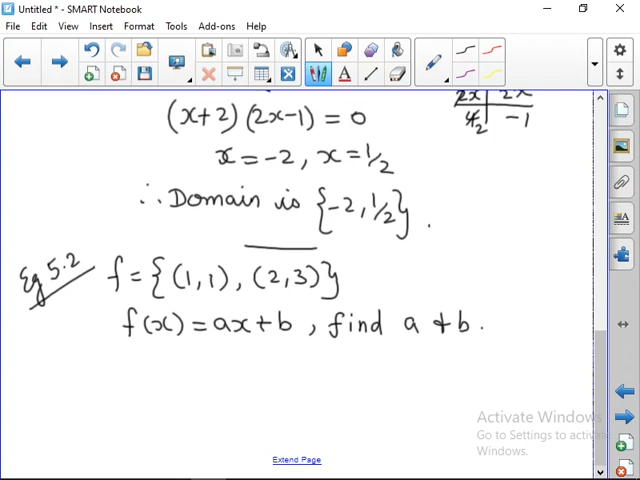 Untitled * - SMART Notebook
File Edit View Insert Format Tools Add-ons Help
2x | 2x
4/2 | -1
(x+2) (2x-1) = 0
x = -2, x = 1/2
∴ Domain is {-2, 1/2}.
Eg 5.2 f = {(1,1), (2,3)}
f(x) = ax + b, find a & b.
Activate Windows
Go to Settings to activate
Windows.
Extend Page